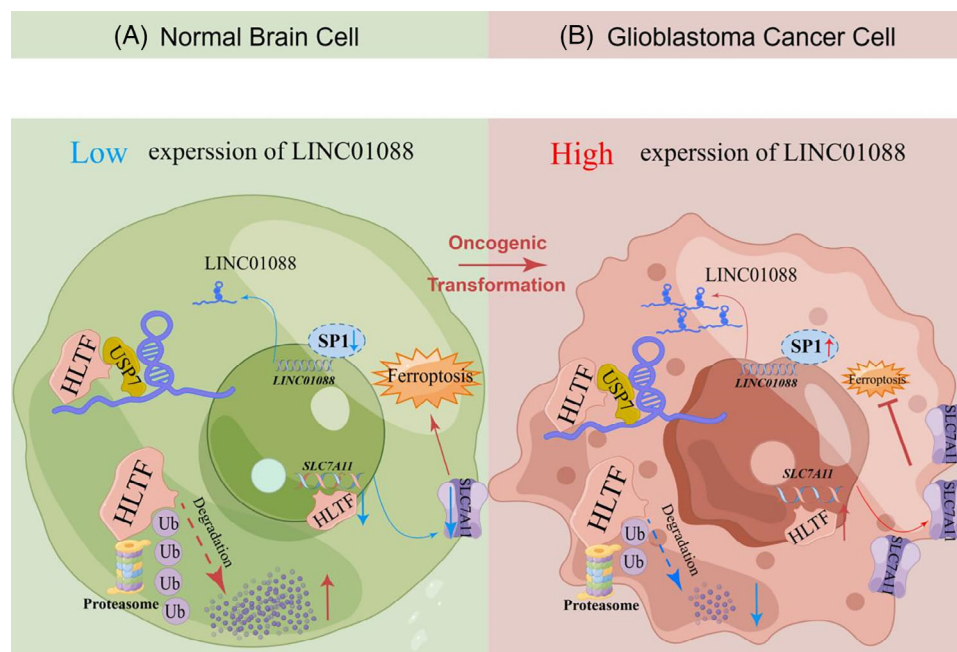 (A) Normal Brain Cell
(B) Glioblastoma Cancer Cell
Low experssion of LINC01088
High experssion of LINC01088
Oncogenic
Transformation
LINC01088
SP1
LINC01088
HLTF
USP7
Ferroptosis
SLC7A11
HLTF
SLC7A11
HLTF
Degradation
Ub
Ub
Ub
Ub
Proteasome
LINC01088
SP1
LINC01088
HLTF
USP7
Ferroptosis
SLC7A11
SLC7A11
HLTF
SLC7A11
SLC7A11
HLTF
Degradation
Ub
Ub
Ub
Ub
Proteasome